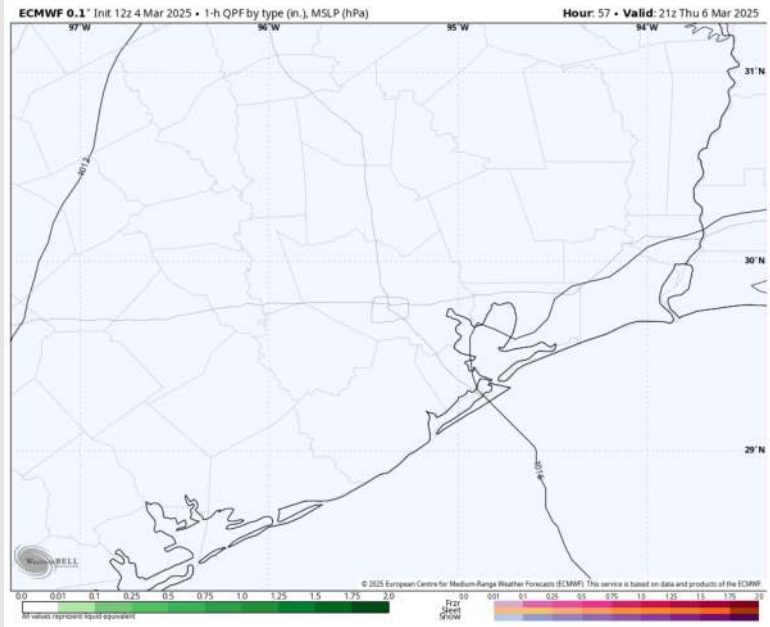 ECMWF 0.1° Init 12z 4 Mar 2025 • 1-h QPF by type (in.), MSLP (hPa) Hour: 57 • Valid: 21z Thu 6 Mar 2025
97°W 96°W 95°W 94°W
31°N
1012
30°N
29°N
1016
WeatherBELL
© 2025 European Centre for Medium-Range Weather Forecasts (ECMWF). This service is based on data and products of the ECMWF.
0.0 0.01 0.1 0.25 0.5 0.75 1.0 1.25 1.5 1.75 2.0
All values represent liquid equivalent
0.0 0.01 0.1 0.25 0.5 0.75 1.0 1.25 1.5 1.75 2.0
Frzr
Sleet
Snow